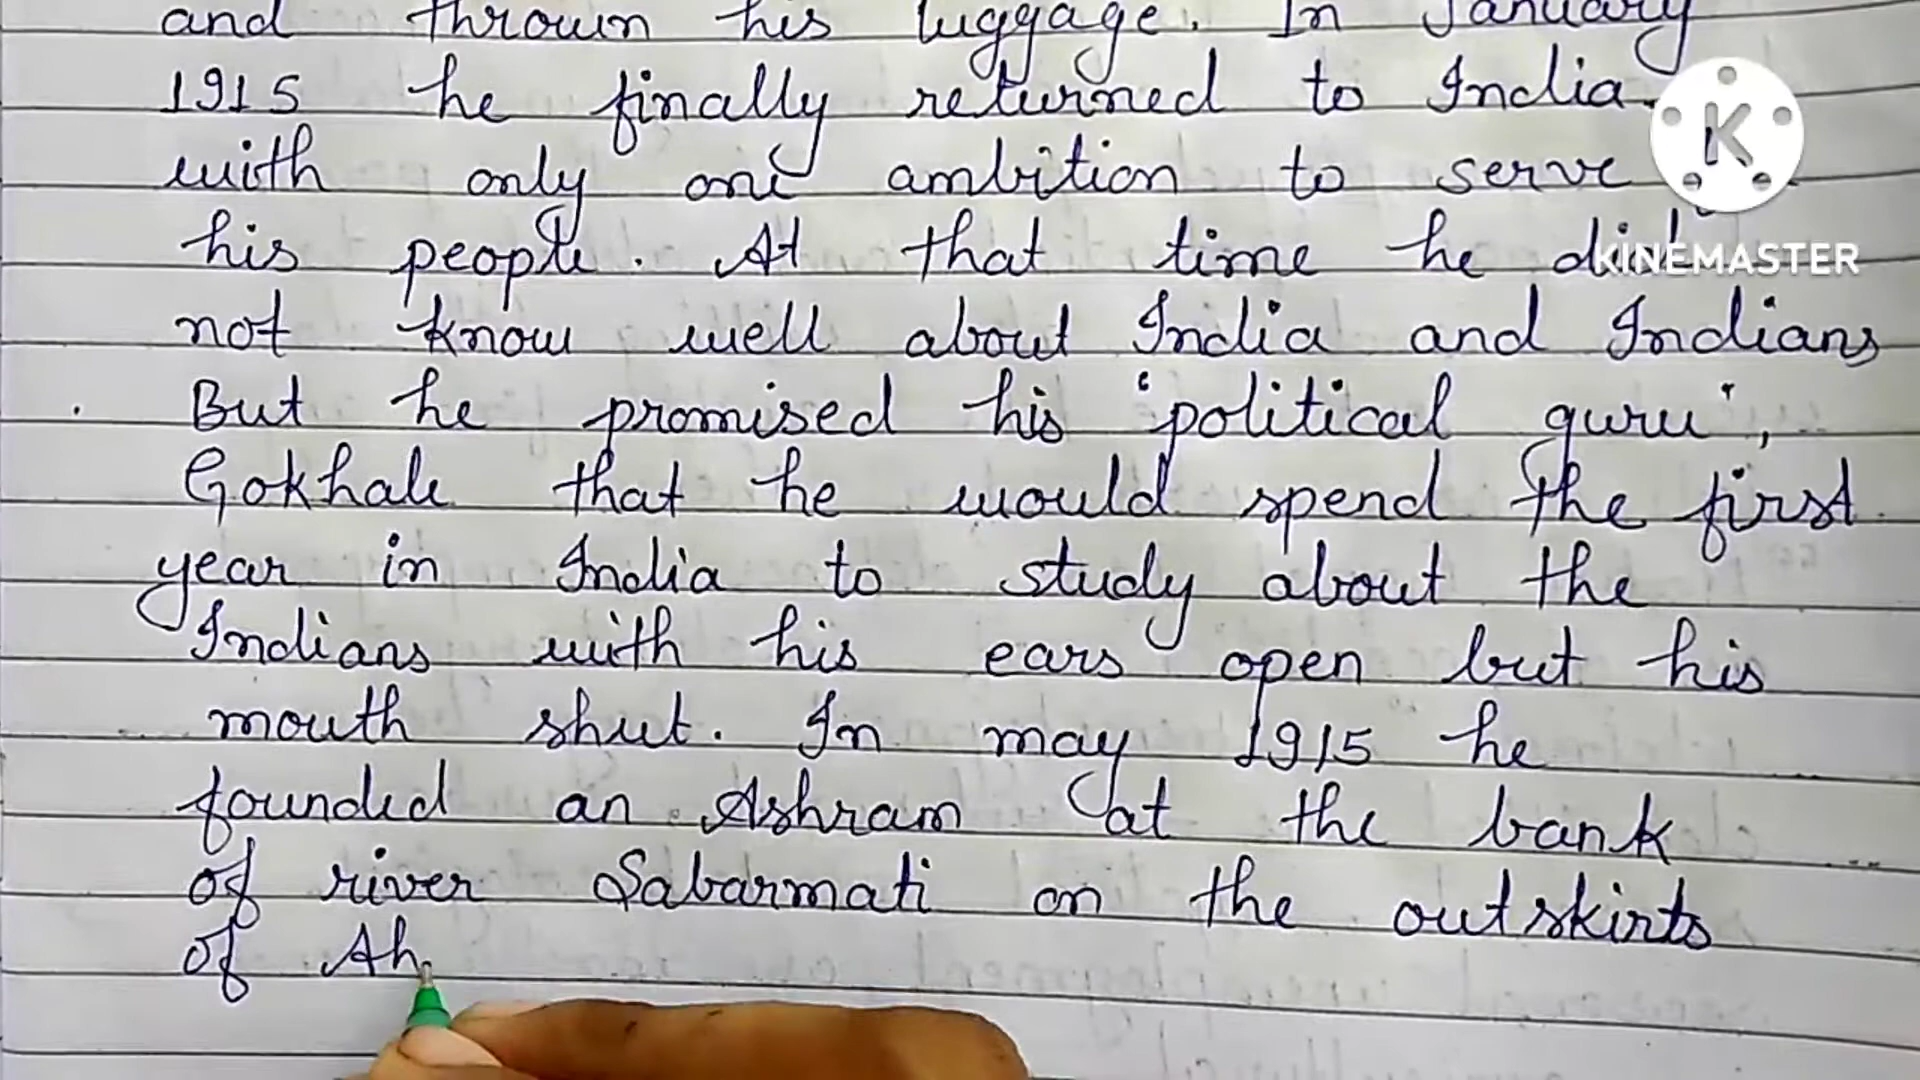 and thrown his luggage. In January
1915 he finally returned to India
with only one ambition to serve
his people. At that time he did
not know well about India and Indians
But he promised his 'political guru',
Gokhale that he would spend the first
year in India to study about the
Indians with his ears open but his
mouth shut. In may 1915 he
founded an Ashram at the bank
of river Sabarmati on the outskirts
of Ah
K
KINEMASTER